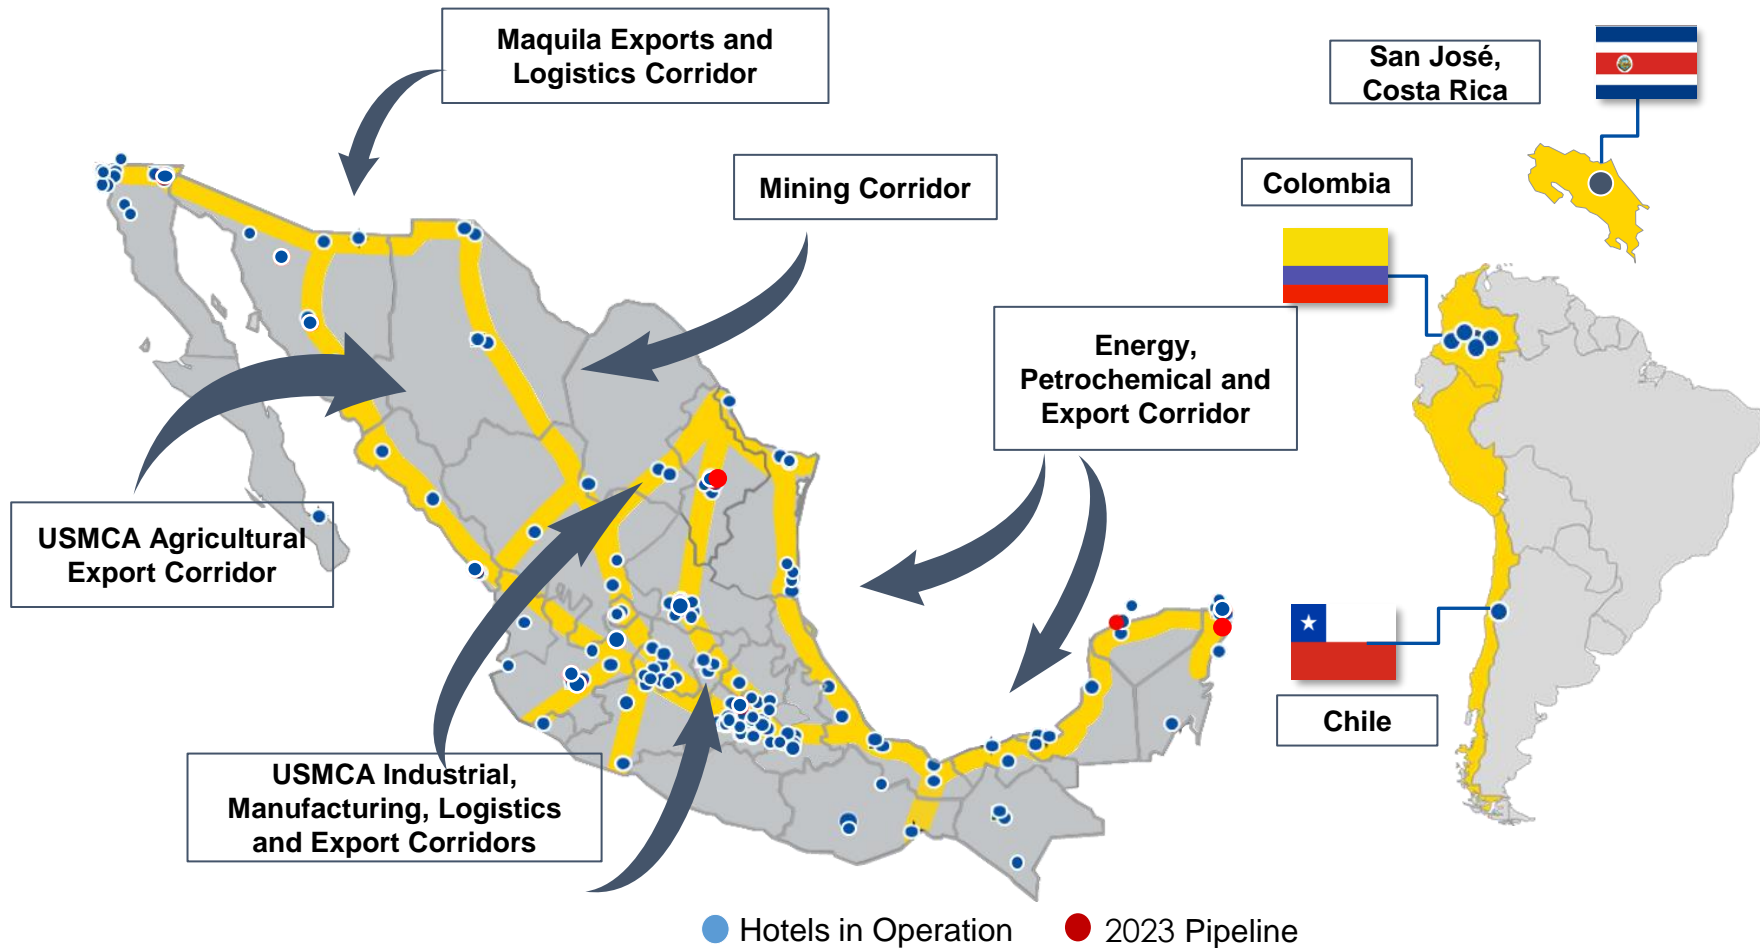 Maquila Exports and
Logistics Corridor
San José,
Costa Rica
Mining Corridor
Colombia
Energy,
Petrochemical and
Export Corridor
USMCA Agricultural
Export Corridor
Chile
USMCA Industrial,
Manufacturing, Logistics
and Export Corridors
Hotels in Operation
2023 Pipeline